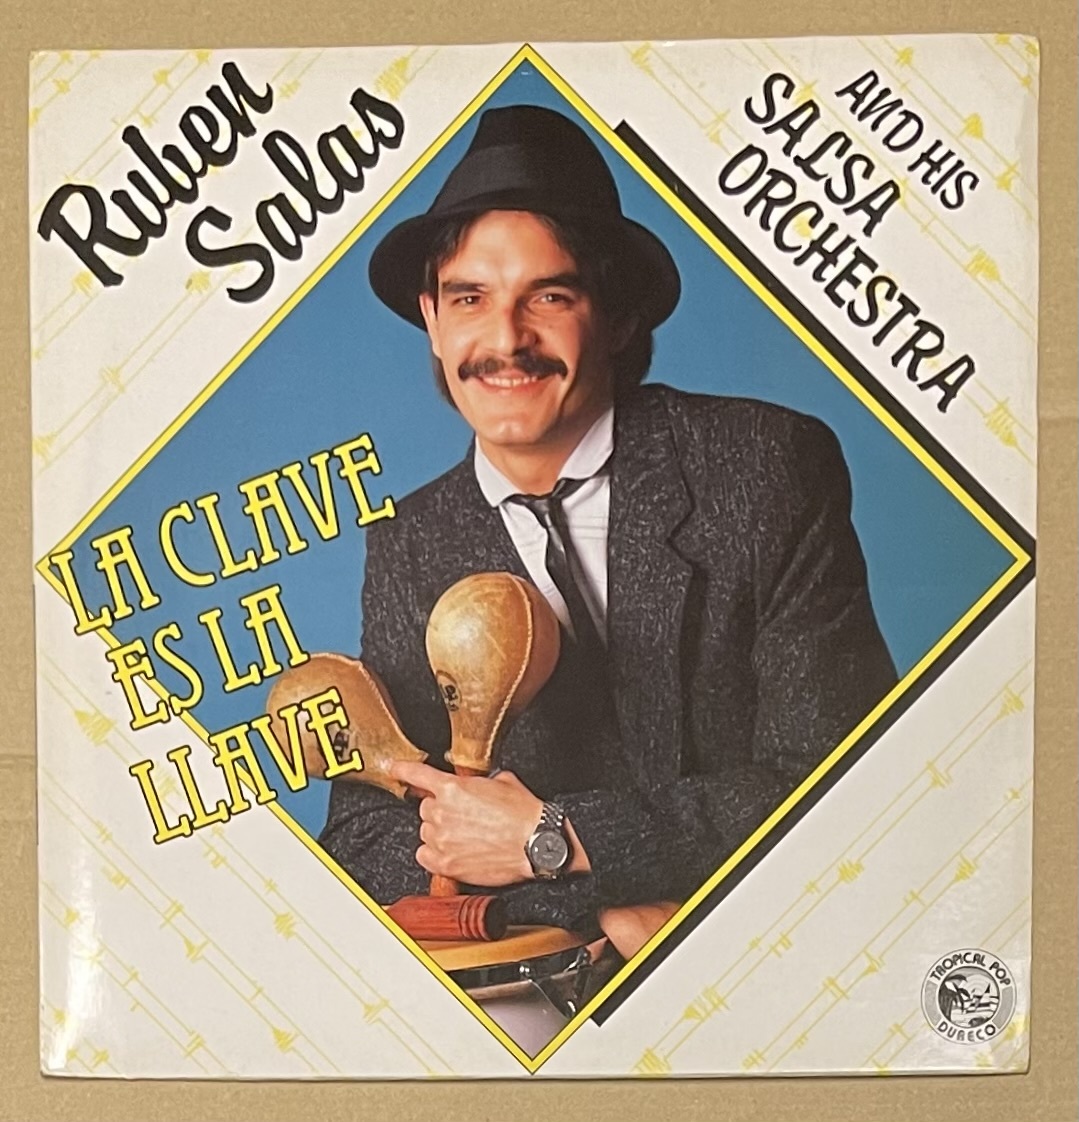 Ruben
Salas
AND HIS
SALSA
ORCHESTRA
LA CLAVE
ES LA
LLAVE
TROPICAL POP
DURECO